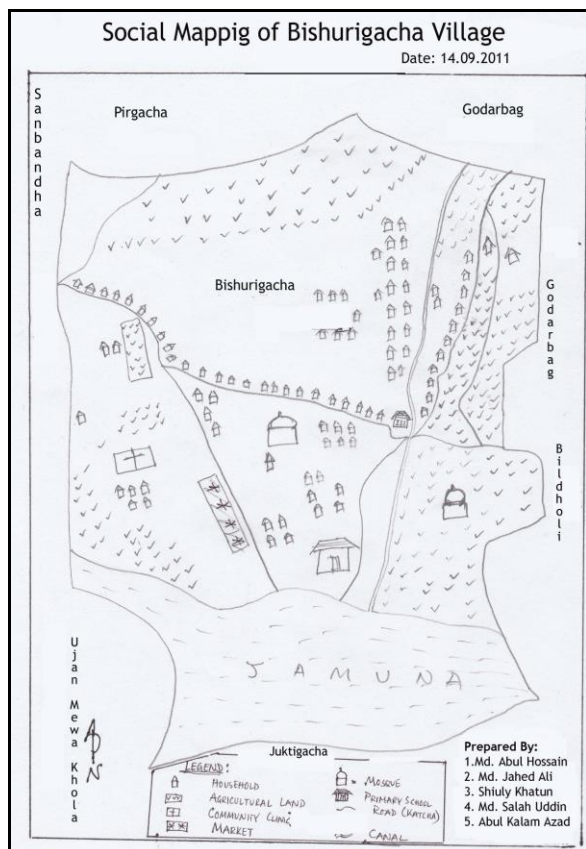 Social Mappig of Bishurigacha Village
Date: 14.09.2011
Sanbandha
Pirgacha
Godarbag
Bishurigacha
Godarbag
Bildholi
JAMUNA
Ujan Mewa Khola
N
Juktigacha
LEGEND:
HOUSEHOLD
AGRICULTURAL LAND
COMMUNITY CLINIC
MARKET
MOSQUE
PRIMARY SCHOOL
ROAD (KATCHA)
CANAL
Prepared By:
1.Md. Abul Hossain
2. Md. Jahed Ali
3. Shiuly Khatun
4. Md. Salah Uddin
5. Abul Kalam Azad